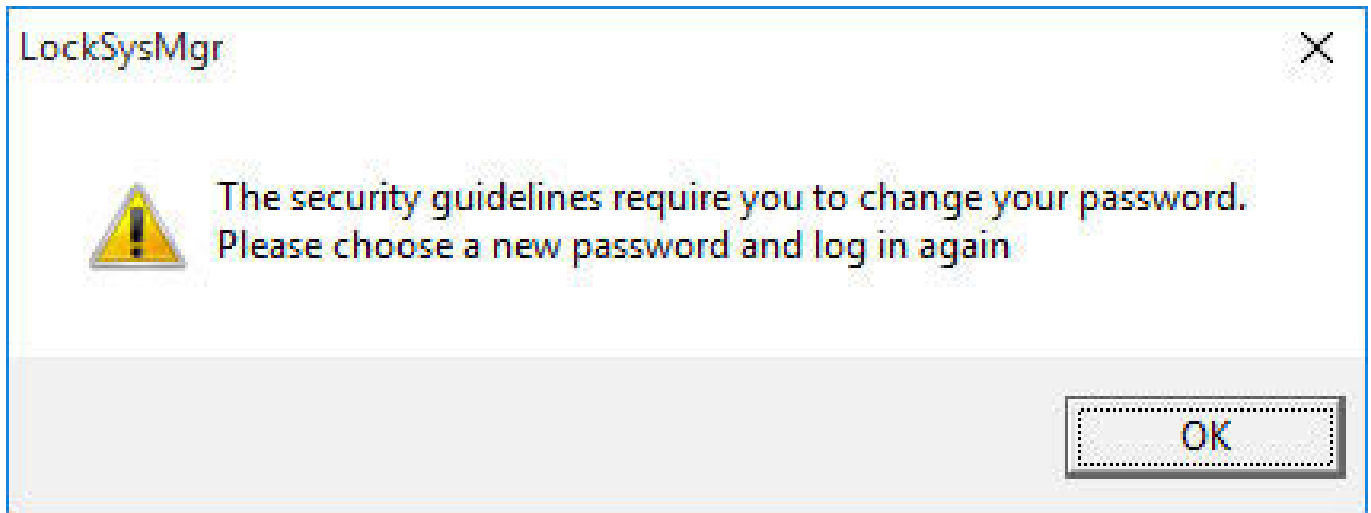 LockSysMgr
The security guidelines require you to change your password.
Please choose a new password and log in again
OK